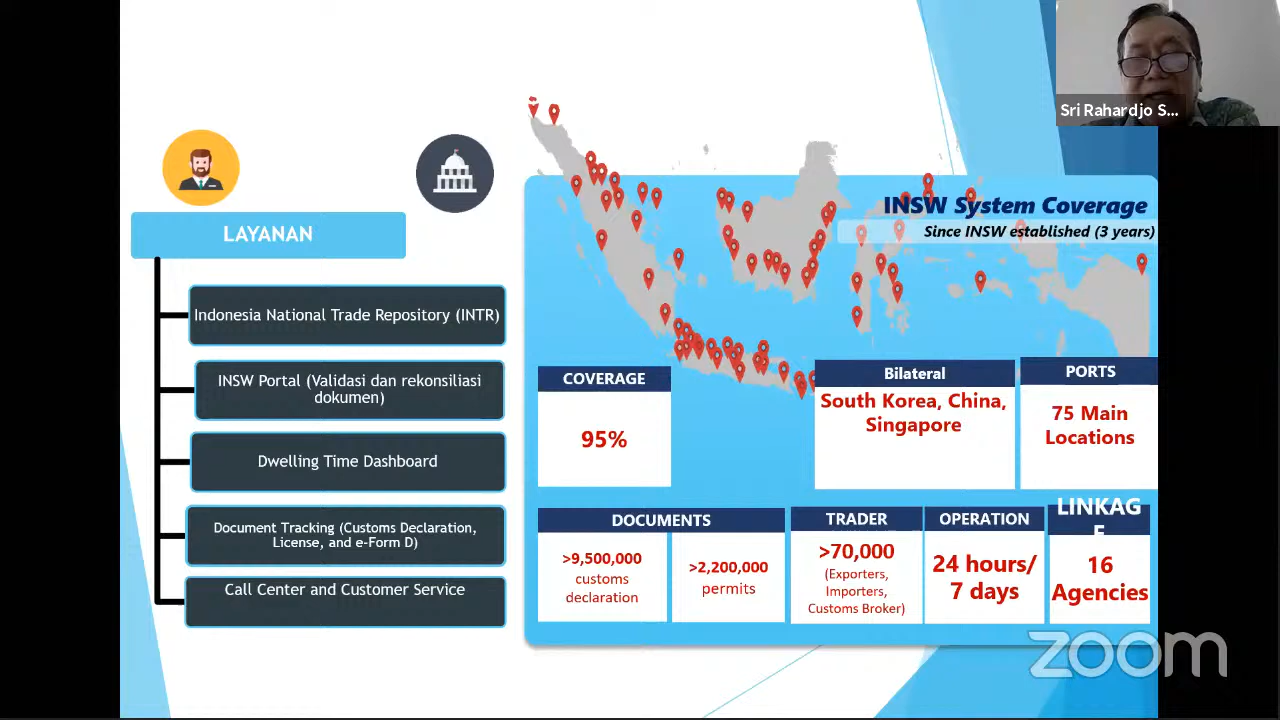 Sri Rahardjo S...
LAYANAN
Indonesia National Trade Repository (INTR)
INSW Portal (Validasi dan rekonsiliasi
dokumen)
Dwelling Time Dashboard
Document Tracking (Customs Declaration,
License, and e-Form D)
Call Center and Customer Service
INSW System Coverage
Since INSW established (3 years)
COVERAGE
95%
Bilateral
South Korea, China,
Singapore
PORTS
75 Main
Locations
DOCUMENTS
>9,500,000
customs
declaration
>2,200,000
permits
TRADER
>70,000
(Exporters,
Importers,
Customs Broker)
OPERATION
24 hours/
7 days
LINKAG
E
16
Agencies
zoom